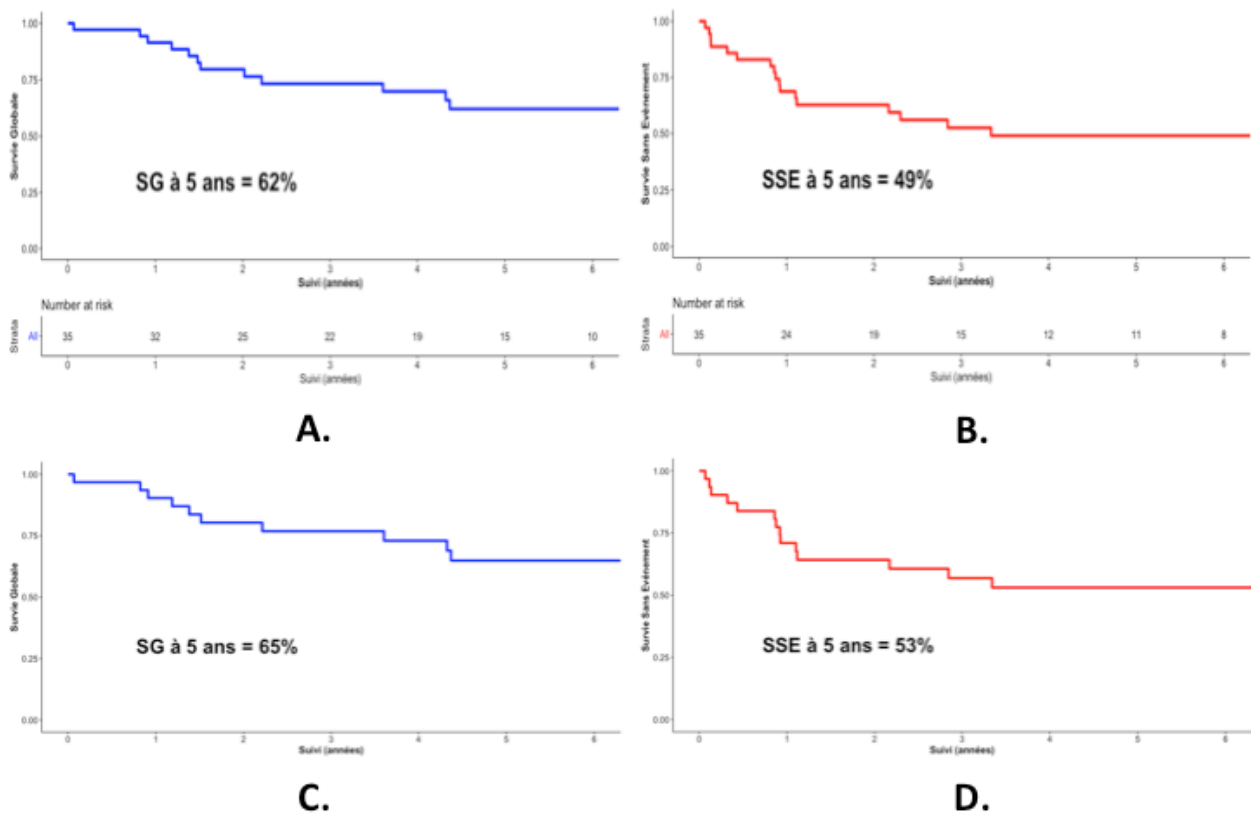 1.00
0.75
0.50
0.25
0.00
Survie Globale
SG à 5 ans = 62%
0 1 2 3 4 5 6
Suivi (années)
Number at risk
Strata
All 35 32 25 22 19 15 10
0 1 2 3 4 5 6
Suivi (années)
A.
1.00
0.75
0.50
0.25
0.00
Survie Sans Evènement
SSE à 5 ans = 49%
0 1 2 3 4 5 6
Suivi (années)
Number at risk
Strata
All 35 24 19 15 12 11 8
0 1 2 3 4 5 6
Suivi (années)
B.
1.00
0.75
0.50
0.25
0.00
Survie Globale
SG à 5 ans = 65%
0 1 2 3 4 5 6
Suivi (années)
C.
1.00
0.75
0.50
0.25
0.00
Survie Sans Evénement
SSE à 5 ans = 53%
0 1 2 3 4 5 6
Suivi (années)
D.